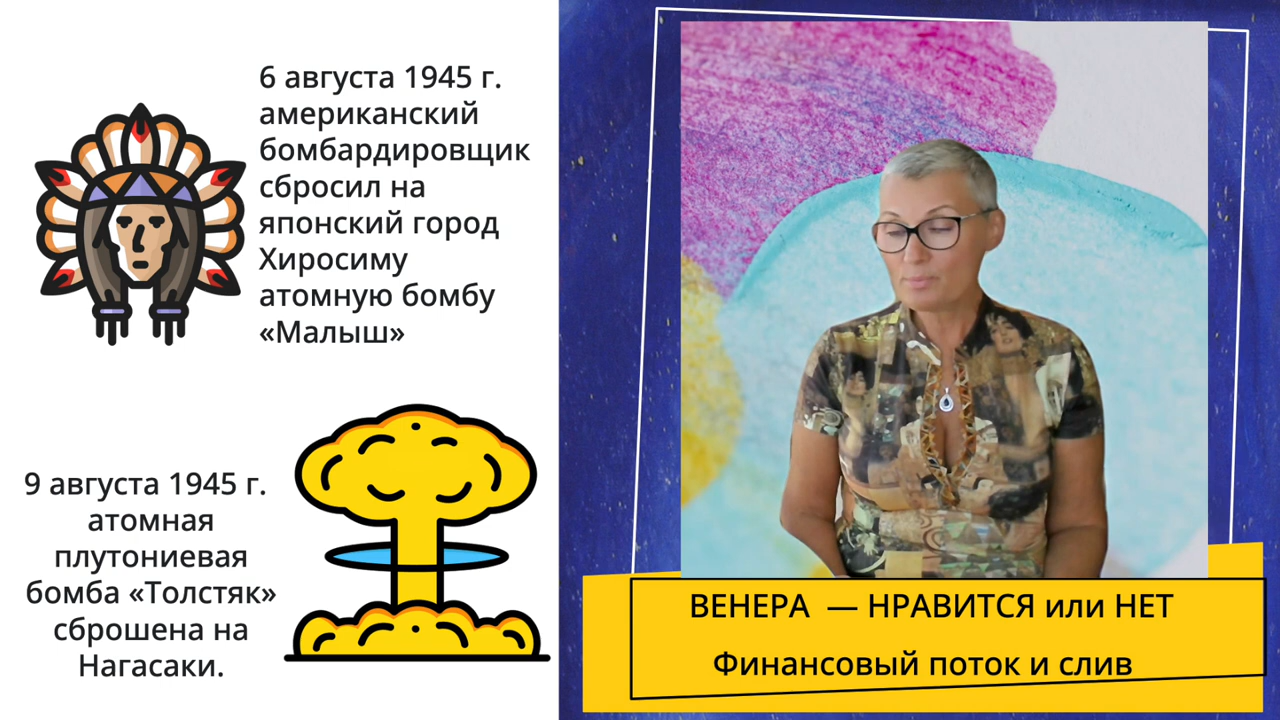 6 августа 1945 г.
американский
бомбардировщик
сбросил на
японский город
Хиросиму
атомную бомбу
«Малыш»
9 августа 1945 г.
атомная
плутониевая
бомба «Толстяк»
сброшена на
Нагасаки.
ВЕНЕРА — НРАВИТСЯ или НЕТ
Финансовый поток и слив